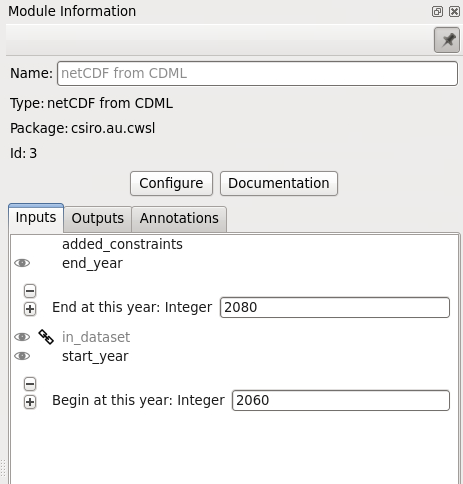 Module Information
Name: netCDF from CDML
Type: netCDF from CDML
Package: csiro.au.cwsl
Id: 3
Configure Documentation
Inputs Outputs Annotations
added_constraints
end_year
End at this year: Integer 2080
in_dataset
start_year
Begin at this year: Integer 2060